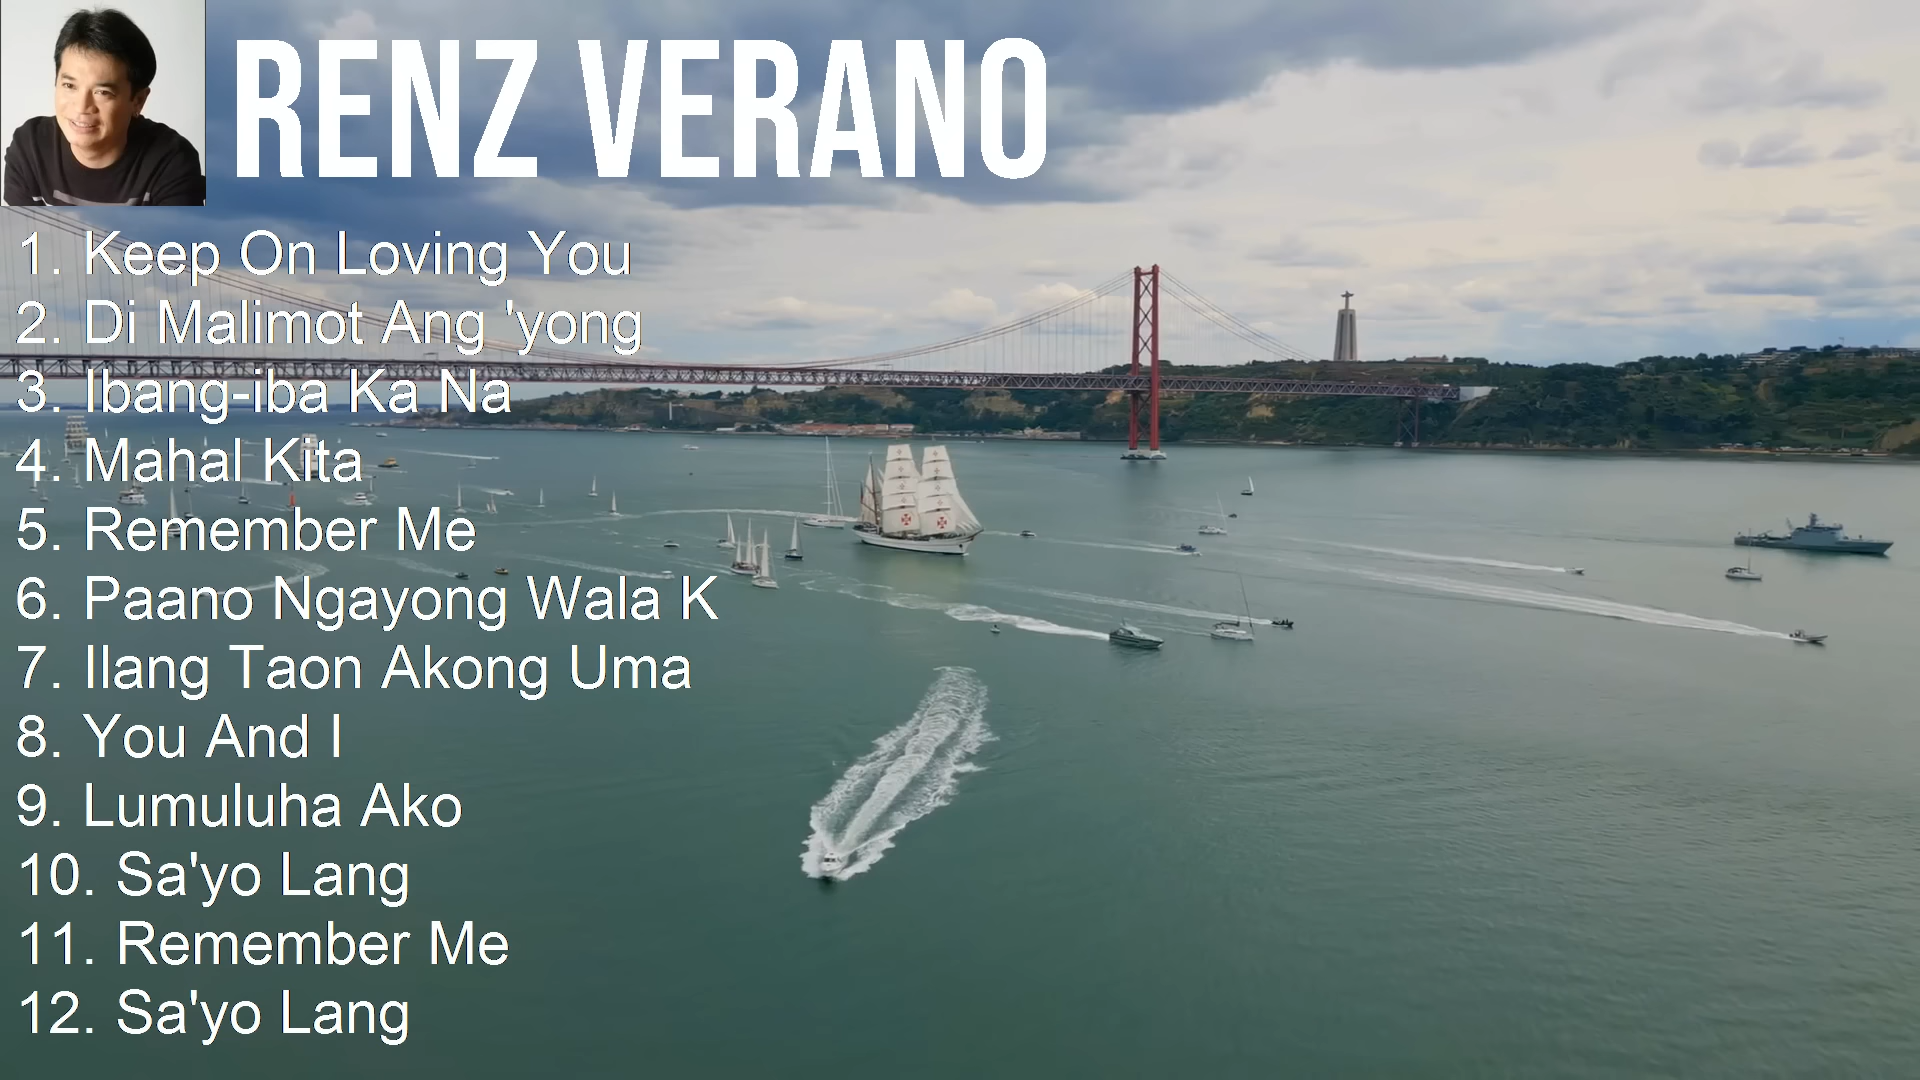 RENZ VERANO
1. Keep On Loving You
2. Di Malimot Ang 'yong
3. Ibang-iba Ka Na
4. Mahal Kita
5. Remember Me
6. Paano Ngayong Wala K
7. Ilang Taon Akong Uma
8. You And I
9. Lumuluha Ako
10. Sa'yo Lang
11. Remember Me
12. Sa'yo Lang